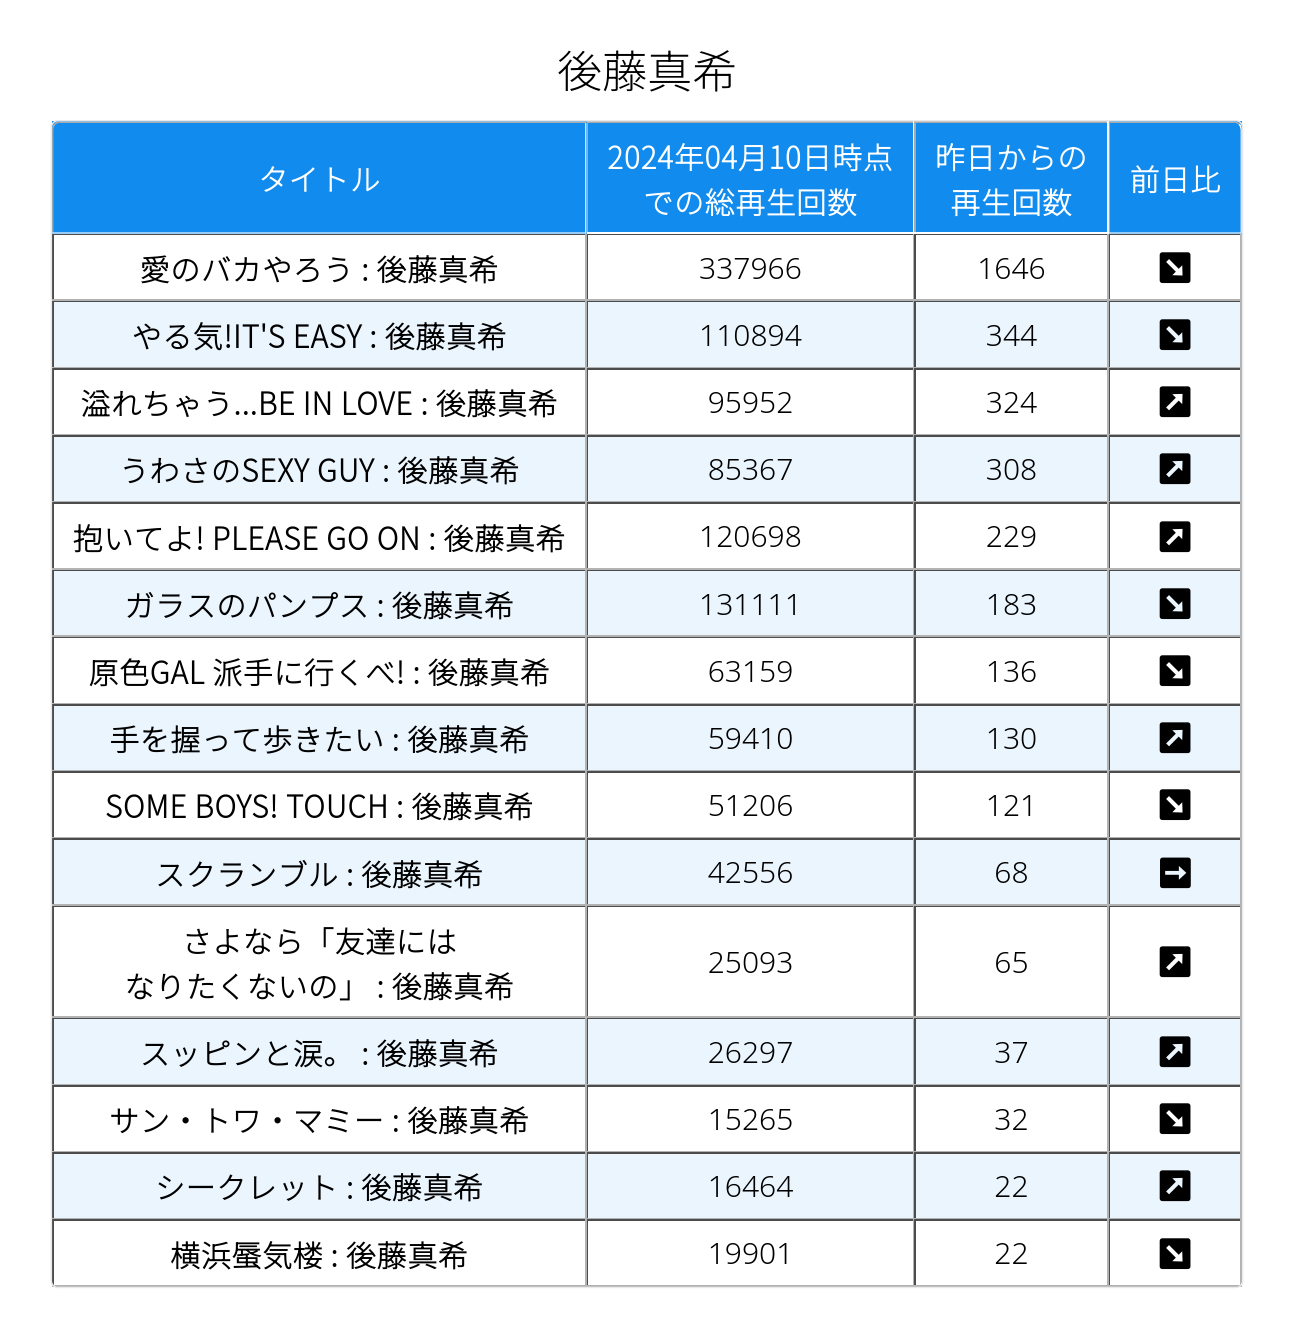 後藤真希
タイトル
2024年04月10日時点
での総再生回数
昨日からの
再生回数
前日比
愛のバカやろう : 後藤真希 337966 1646 ↘
やる気!IT'S EASY : 後藤真希 110894 344 ↘
溢れちゃう...BE IN LOVE : 後藤真希 95952 324 ↗
うわさのSEXY GUY : 後藤真希 85367 308 ↗
抱いてよ! PLEASE GO ON : 後藤真希 120698 229 ↗
ガラスのパンプス : 後藤真希 131111 183 ↘
原色GAL 派手に行くべ! : 後藤真希 63159 136 ↘
手を握って歩きたい : 後藤真希 59410 130 ↗
SOME BOYS! TOUCH : 後藤真希 51206 121 ↘
スクランブル : 後藤真希 42556 68 →
さよなら「友達には
なりたくないの」 : 後藤真希 25093 65 ↗
スッピンと涙。 : 後藤真希 26297 37 ↗
サン・トワ・マミー : 後藤真希 15265 32 ↘
シークレット : 後藤真希 16464 22 ↗
横浜蜃気楼 : 後藤真希 19901 22 ↘